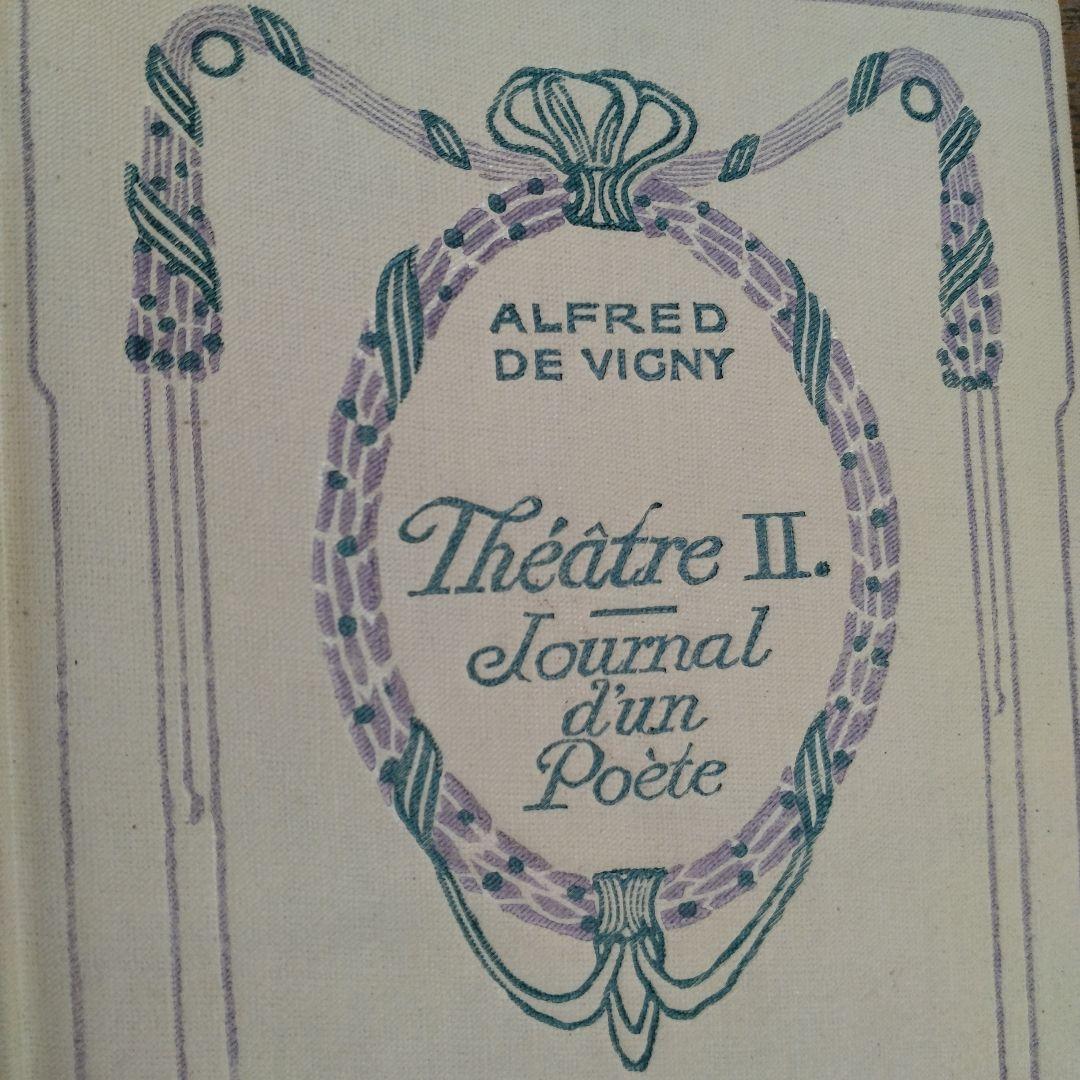 ALFRED
DE VIGNY
Théâtre II.
Journal
d'un
Poète